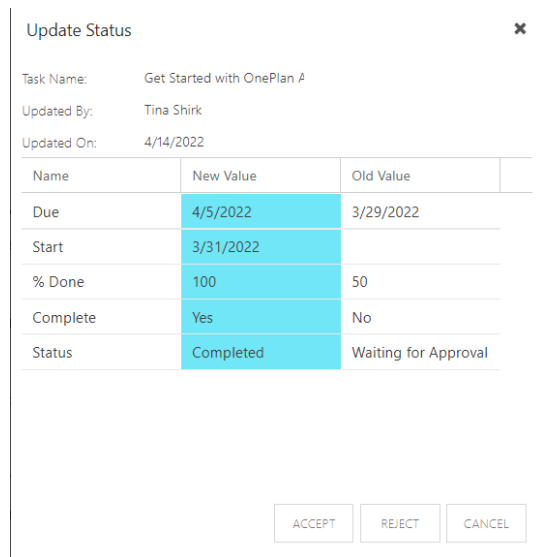 Update Status
Task Name: Get Started with OnePlan
Updated By: Tina Shirk
Updated On: 4/14/2022
Name New Value Old Value
Due 4/5/2022 3/29/2022
Start 3/31/2022
% Done 100 50
Complete Yes No
Status Completed Waiting for Approval
ACCEPT REJECT CANCEL